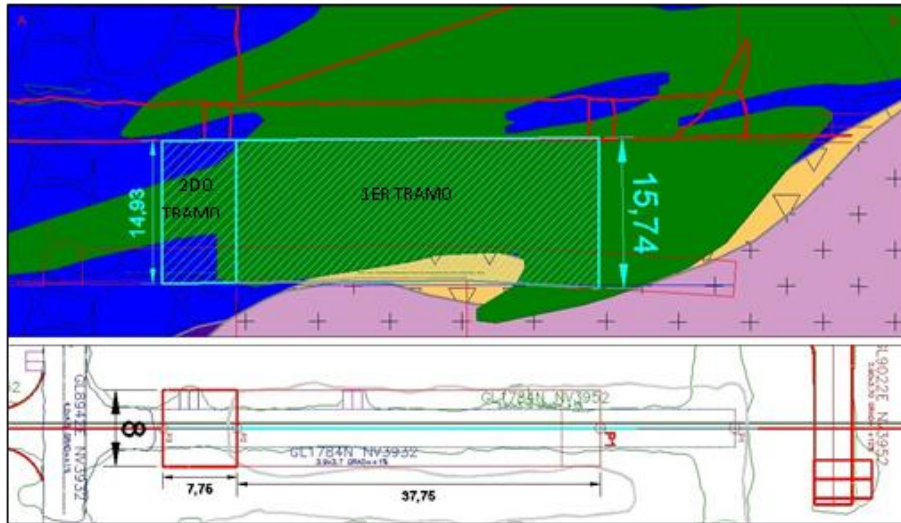 A
2DO
TRAMO
1ER TRAMO
14,93
15,74
GL8942E NV3932
GL1784N NV3952
GL1784N NV3932
P1
8
7,76
37,75
GL9022E NV3952